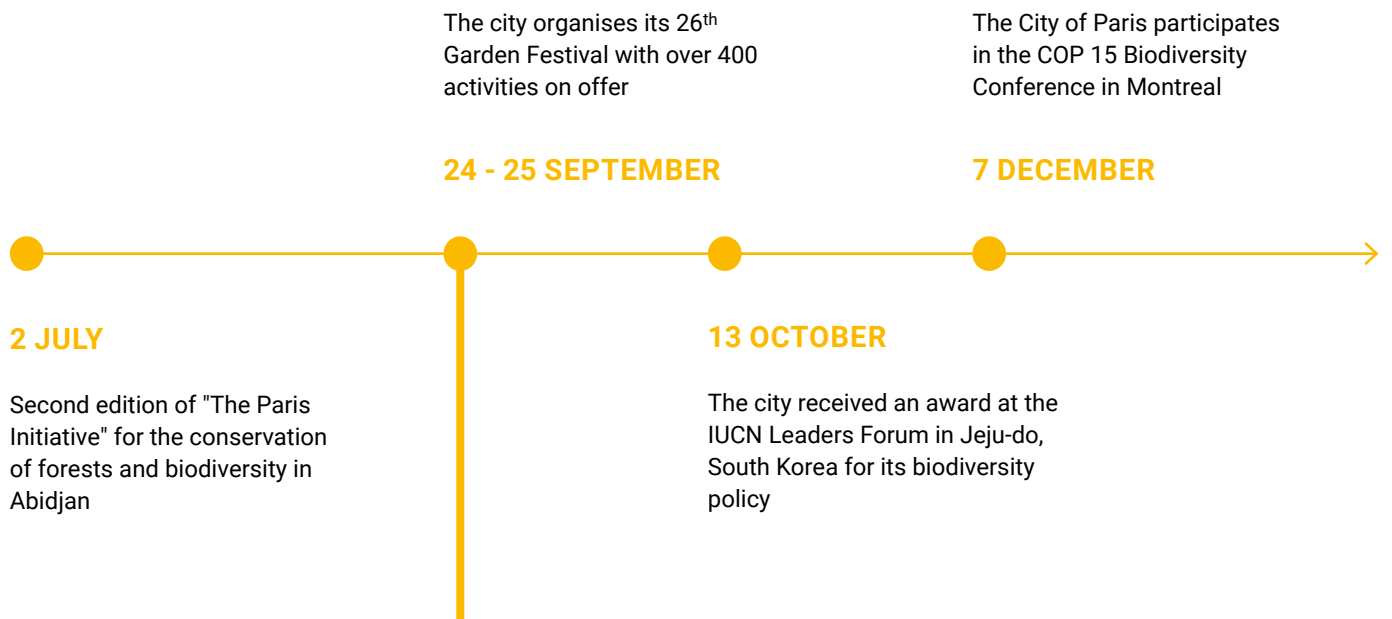 The city organises its 26th
Garden Festival with over 400
activities on offer
24 - 25 SEPTEMBER
The City of Paris participates
in the COP 15 Biodiversity
Conference in Montreal
7 DECEMBER
2 JULY
Second edition of "The Paris
Initiative" for the conservation
of forests and biodiversity in
Abidjan
13 OCTOBER
The city received an award at the
IUCN Leaders Forum in Jeju-do,
South Korea for its biodiversity
policy